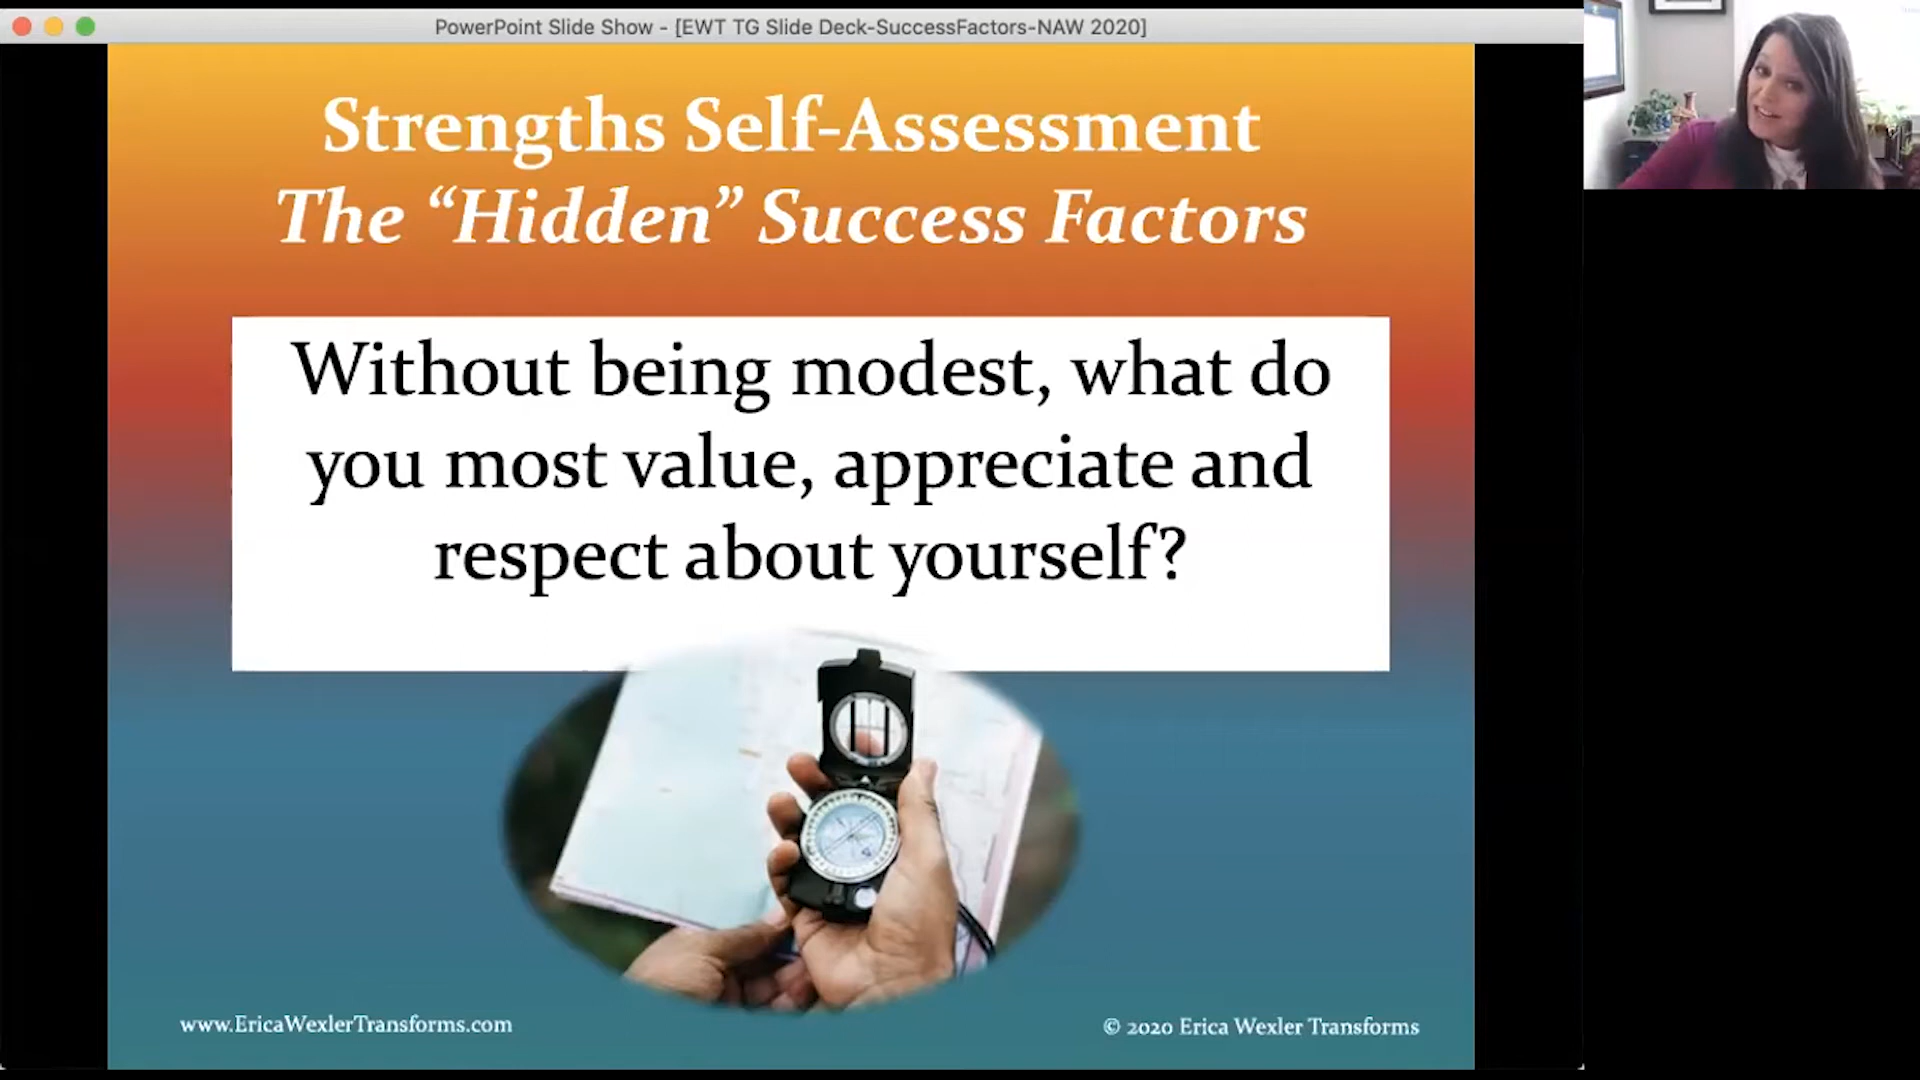 PowerPoint Slide Show - [EWT TG Slide Deck-SuccessFactors-NAW 2020]
Strengths Self-Assessment
The “Hidden” Success Factors
Without being modest, what do
you most value, appreciate and
respect about yourself?
www.EricaWexlerTransforms.com
© 2020 Erica Wexler Transforms